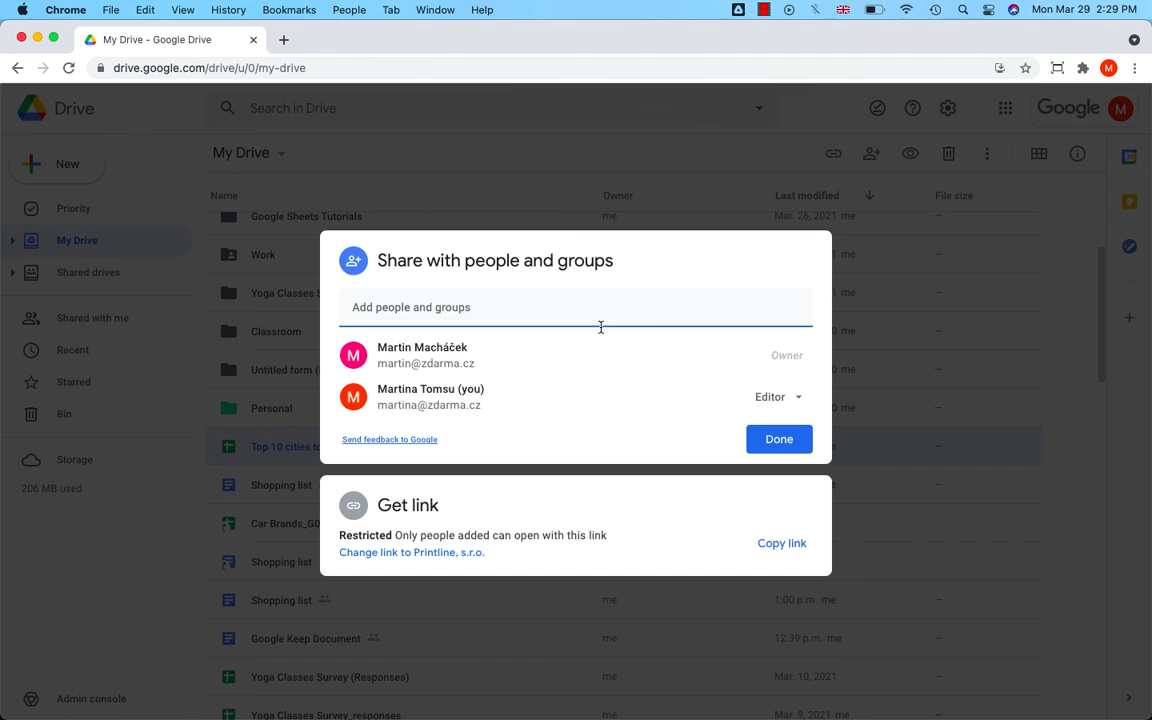 Chrome File Edit View History Bookmarks People Tab Window Help Mon Mar 29 2:29 PM
My Drive - Google Drive
drive.google.com/drive/u/0/my-drive M
Drive Search in Drive Google M
New My Drive
Name Owner Last modified File size
Priority Google Sheets Tutorials me Mar. 26, 2021 me –
My Drive Work me –
Shared drives Yoga Classes me –
Shared with me Classroom me –
Recent Untitled form ( me –
Starred Personal me –
Bin Top 10 cities to –
Storage Shopping list –
206 MB used
Car Brands_G –
Shopping list –
Shopping list me 1:00 p.m. me –
Google Keep Document me 12:39 p.m. me –
Yoga Classes Survey (Responses) me Mar. 10, 2021 –
Admin console
Yoga Classes Survey_responses me Mar. 9, 2021 me –
Share with people and groups
Add people and groups
M Martin Macháček
martin@zdarma.cz Owner
M Martina Tomsu (you)
martina@zdarma.cz Editor
Send feedback to Google Done
Get link
Restricted Only people added can open with this link
Change link to Printline, s.r.o. Copy link